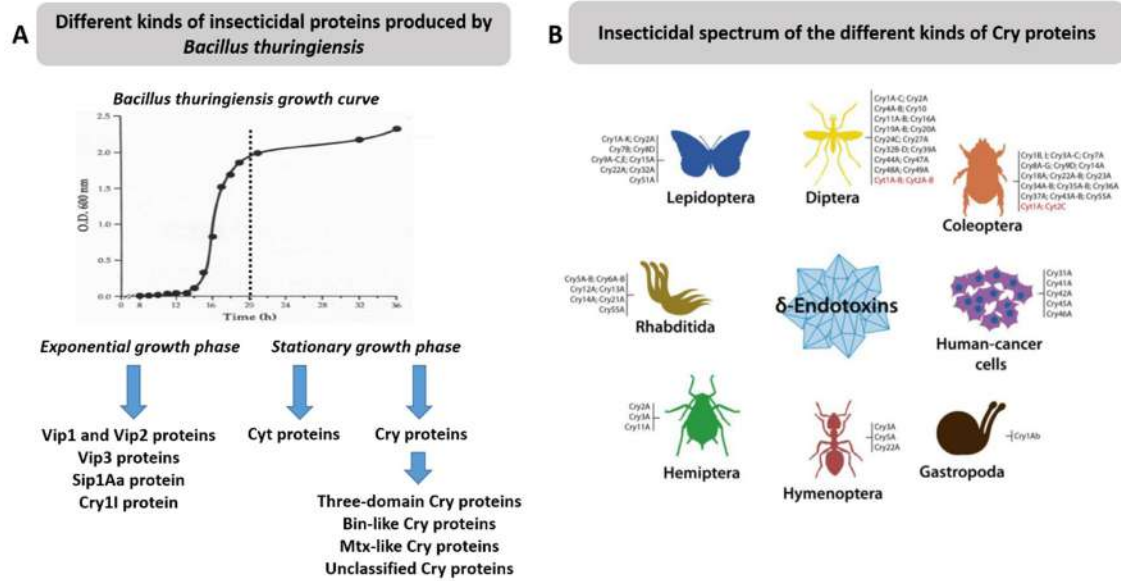 A
Different kinds of insecticidal proteins produced by
Bacillus thuringiensis
Bacillus thuringiensis growth curve
2.5
2.0
1.5
1.0
0.5
0.0
O.D. 600 nm
0 8 12 16 20 24 28 32 36
Time (h)
Exponential growth phase
Stationary growth phase
Vip1 and Vip2 proteins
Vip3 proteins
Sip1Aa protein
Cry1I protein
Cyt proteins
Cry proteins
Three-domain Cry proteins
Bin-like Cry proteins
Mtx-like Cry proteins
Unclassified Cry proteins
B
Insecticidal spectrum of the different kinds of Cry proteins
Cry1A-K; Cry2A
Cry7B; Cry8D
Cry9A-C,E; Cry15A
Cry22A; Cry32A
Cry51A
Lepidoptera
Cry1A-C; Cry2A
Cry4A-B; Cry10
Cry11A-B; Cry16A
Cry19A-B; Cry20A
Cry24C; Cry27A
Cry32B-D; Cry39A
Cry44A; Cry47A
Cry48A; Cry49A
Cyt1A-B; Cyt2A-B
Diptera
Cry1B, I; Cry3A-C; Cry7A
Cry8A-G; Cry9D; Cry14A
Cry18A; Cry22A-B; Cry23A
Cry34A-B; Cry35A-B; Cry36A
Cry37A; Cry43A-B; Cry55A
Cyt1A; Cyt2C
Coleoptera
Cry5A-B; Cry6A-B
Cry12A; Cry13A
Cry14A; Cry21A
Cry55A
Rhabditida
δ-Endotoxins
Cry31A
Cry41A
Cry42A
Cry45A
Cry46A
Human-cancer
cells
Cry2A
Cry3A
Cry11A
Hemiptera
Cry3A
Cry5A
Cry22A
Hymenoptera
Cry1Ab
Gastropoda